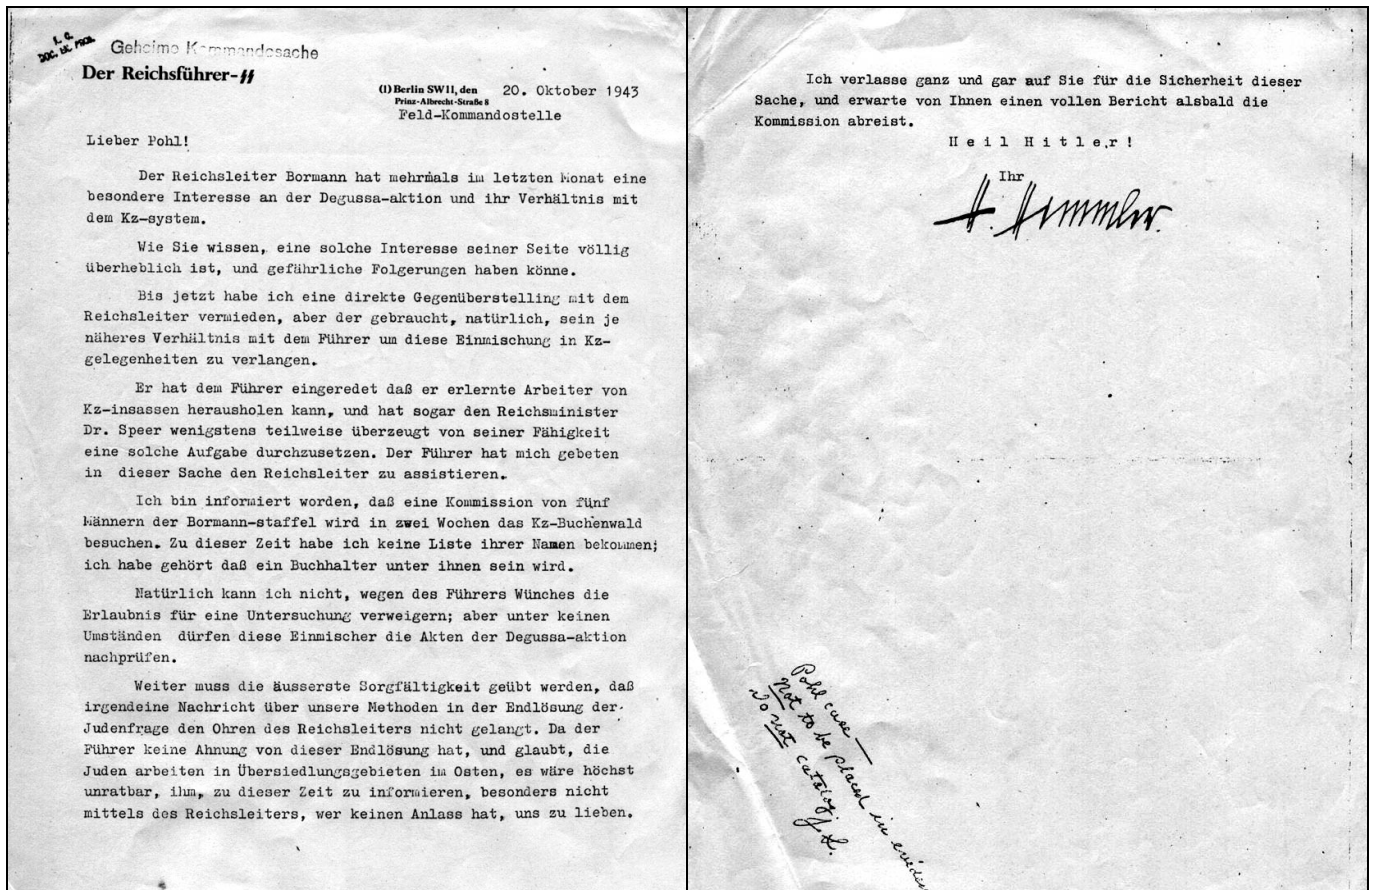 I. G.
DOC. BK. PROS.
Geheime Kommandosache
Der Reichsführer-SS
(1) Berlin SW11, den 20. Oktober 1943
Prinz-Albrecht-Straße 8
Feld-Kommandostelle
Lieber Pohl!
Der Reichsleiter Bormann hat mehrmals im letzten Monat eine
besondere Interesse an der Degussa-aktion und ihr Verhältnis mit
dem Kz-system.
Wie Sie wissen, eine solche Interesse seiner Seite völlig
überheblich ist, und gefährliche Folgerungen haben könne.
Bis jetzt habe ich eine direkte Gegenüberstelling mit dem
Reichsleiter vermieden, aber der gebraucht, natürlich, sein je
näheres Verhältnis mit dem Führer um diese Einmischung in Kz-
gelegenheiten zu verlangen.
Er hat dem Führer eingeredet daß er erlernte Arbeiter von
Kz-insassen herausholen kann, und hat sogar den Reichsminister
Dr. Speer wenigstens teilweise überzeugt von seiner Fähigkeit
eine solche Aufgabe durchzusetzen. Der Führer hat mich gebeten
in dieser Sache den Reichsleiter zu assistieren.
Ich bin informiert worden, daß eine Kommission von fünf
Männern der Bormann-staffel wird in zwei Wochen das Kz-Buchenwald
besuchen. Zu dieser Zeit habe ich keine Liste ihrer Namen bekommen;
ich habe gehört daß ein Buchhalter unter ihnen sein wird.
Natürlich kann ich nicht, wegen des Führers Wünches die
Erlaubnis für eine Untersuchung verweigern; aber unter keinen
Umständen dürfen diese Einmischer die Akten der Degussa-aktion
nachprüfen.
Weiter muss die äusserste Sorgfältigkeit geübt werden, daß
irgendeine Nachricht über unsere Methoden in der Endlösung der
Judenfrage den Ohren des Reichsleiters nicht gelangt. Da der
Führer keine Ahnung von dieser Endlösung hat, und glaubt, die
Juden arbeiten in Übersiedlungsgebieten im Osten, es wäre höchst
unratbar, ihm, zu dieser Zeit zu informieren, besonders nicht
mittels des Reichsleiters, wer keinen Anlass hat, uns zu lieben.
Ich verlasse ganz und gar auf Sie für die Sicherheit dieser
Sache, und erwarte von Ihnen einen vollen Bericht alsbald die
Kommission abreist.
Heil Hitler!
Ihr
H. Himmler.
Pohl case —
Not to be placed in
Do not catalog.